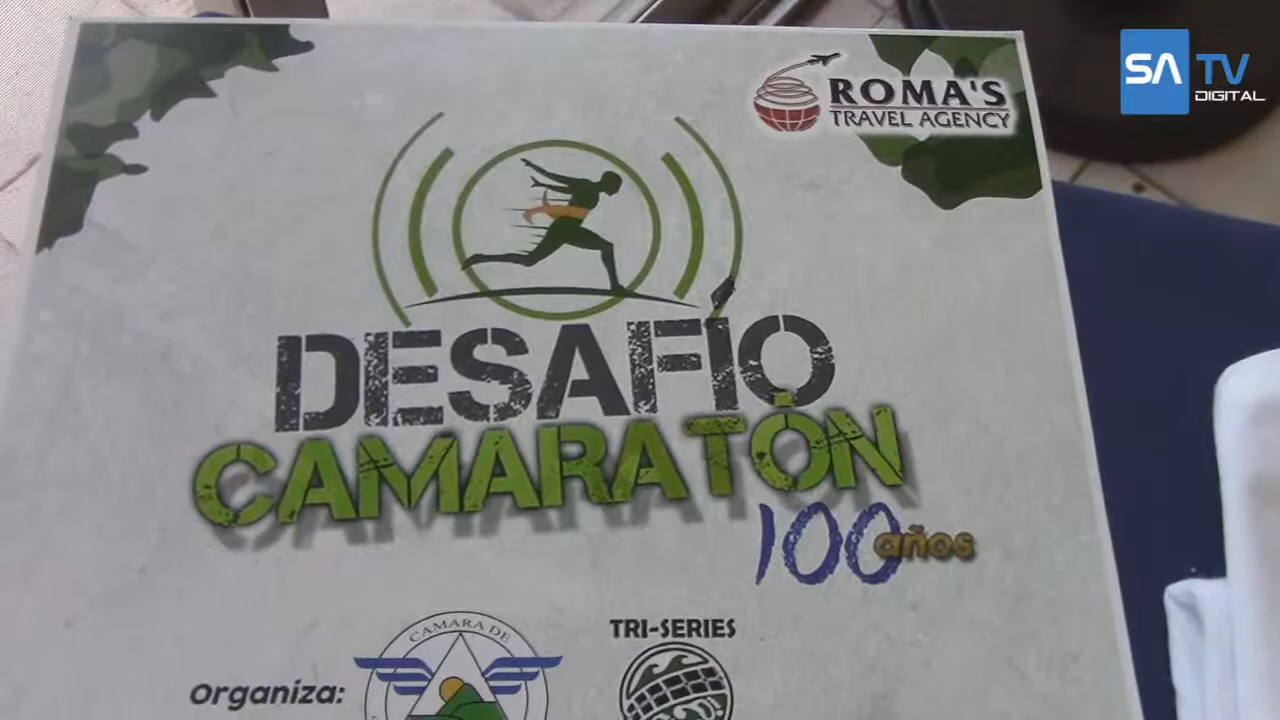 SA TV
DIGITAL
ROMA'S
TRAVEL AGENCY
DESAFÍO
CAMARATÓN
100 años
TRI-SERIES
CAMARA DE
Organiza: